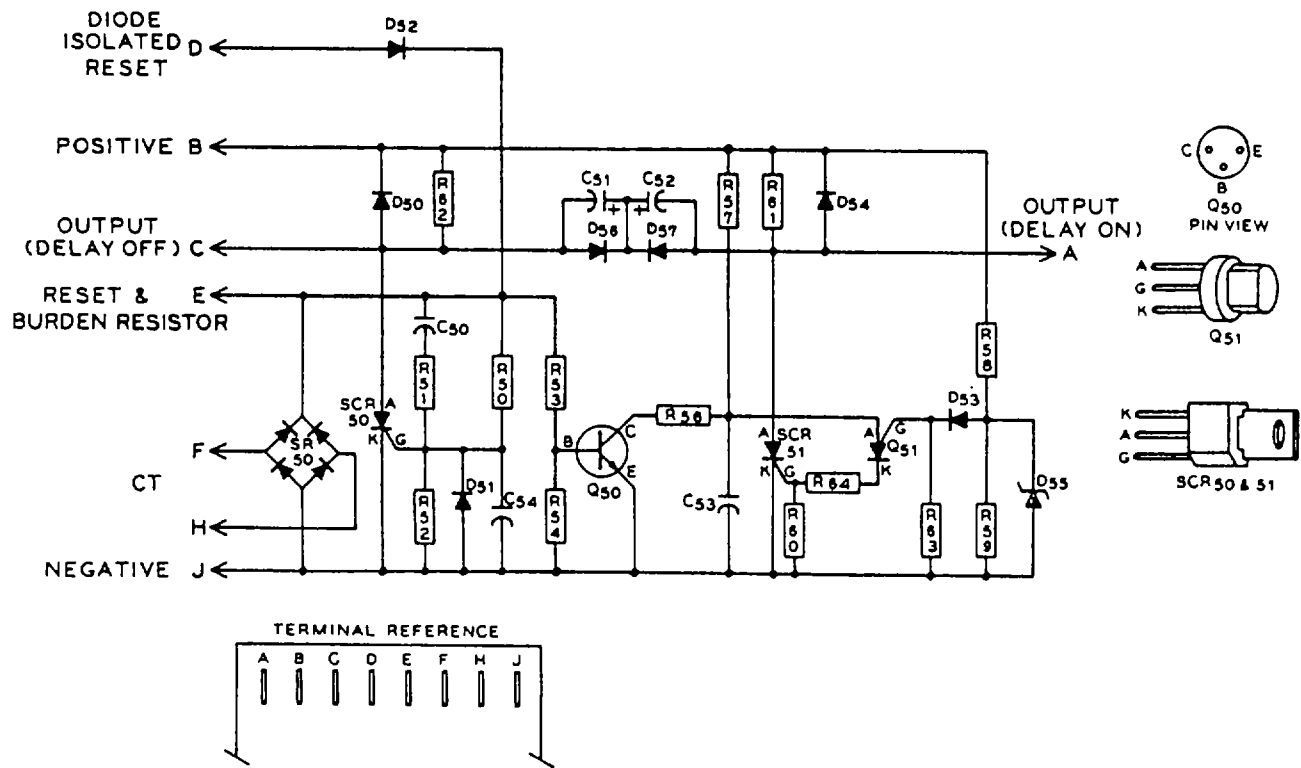 DIODE
ISOLATED D
RESET
D52
POSITIVE B
D50
R62
C51
C52
+ +
D56
D57
R57
R61
D54
OUTPUT
(DELAY OFF) C
OUTPUT
(DELAY ON)
A
RESET & E
BURDEN RESISTOR
C50
R51
R50
R53
SCR
50
A
K
G
SR
50
F
CT
H
R52
D51
C54
R54
B
C
E
Q50
R56
C53
A
SCR
51
K
G
R60
R64
A
G
Q51
K
R63
D53
R58
R59
D55
NEGATIVE J
C
E
B
Q50
PIN VIEW
A
G
K
Q51
K
A
G
SCR50 & 51
TERMINAL REFERENCE
A B C D E F H J